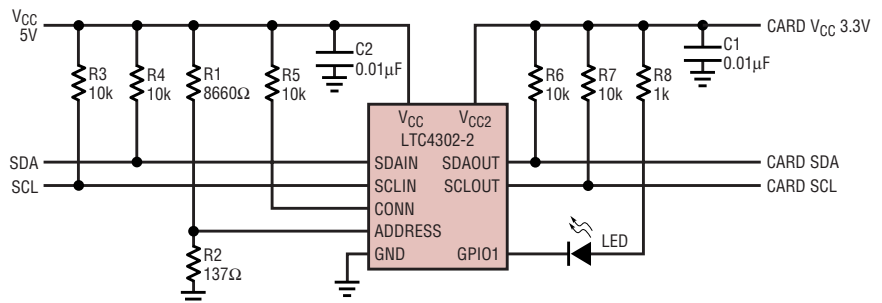 VCC
5V
CARD VCC 3.3V
C2
0.01μF
C1
0.01μF
R3
10k
R4
10k
R1
8660Ω
R5
10k
R6
10k
R7
10k
R8
1k
VCC VCC2
LTC4302-2
SDA
SDAIN SDAOUT
CARD SDA
SCL
SCLIN SCLOUT
CARD SCL
CONN
ADDRESS
GND GPIO1
LED
R2
137Ω